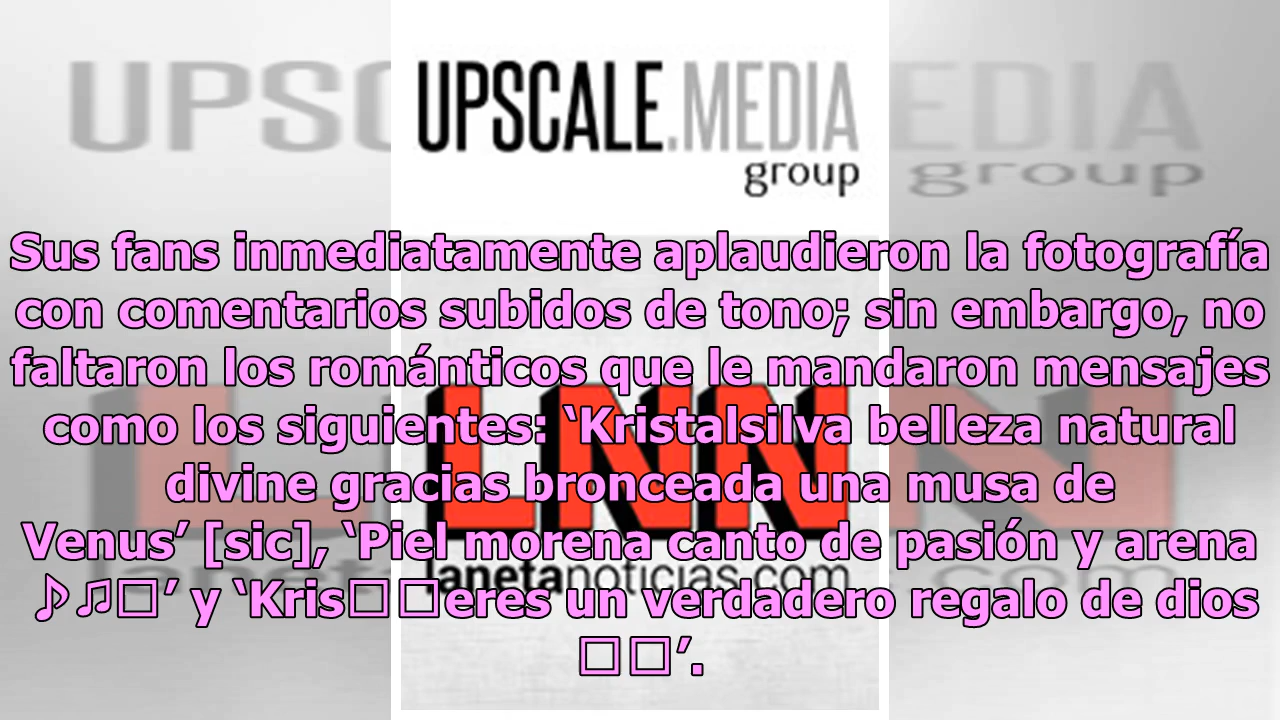 UPSCALE.MEDIA
group
Sus fans inmediatamente aplaudieron la fotografía
con comentarios subidos de tono; sin embargo, no
faltaron los románticos que le mandaron mensajes
como los siguientes: ‘Kristalsilva belleza natural
divine gracias bronceada una musa de
Venus’ [sic], ‘Piel morena canto de pasión y arena
♪♫□’ y ‘Kris□□eres un verdadero regalo de dios
□□’.
LNN
lanetanoticias.com